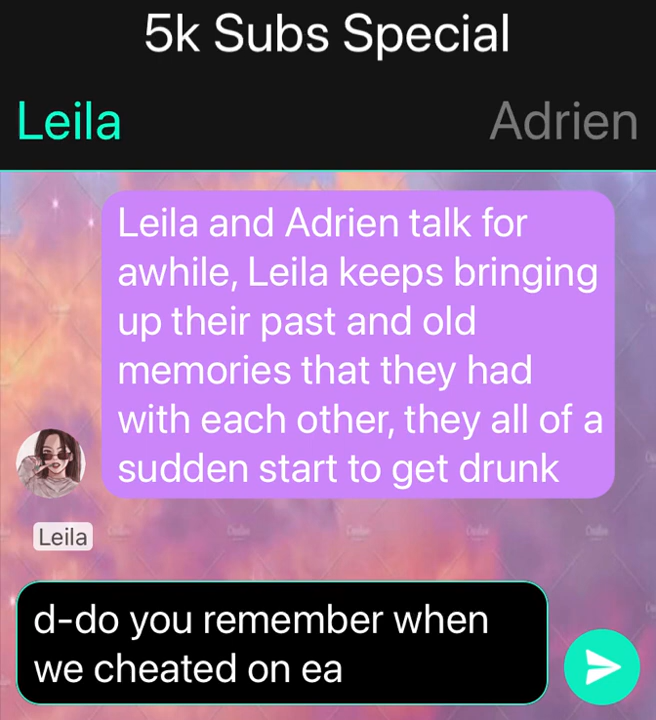 5k Subs Special
Leila Adrien
Leila and Adrien talk for
awhile, Leila keeps bringing
up their past and old
memories that they had
with each other, they all of a
sudden start to get drunk
Leila
d-do you remember when
we cheated on ea